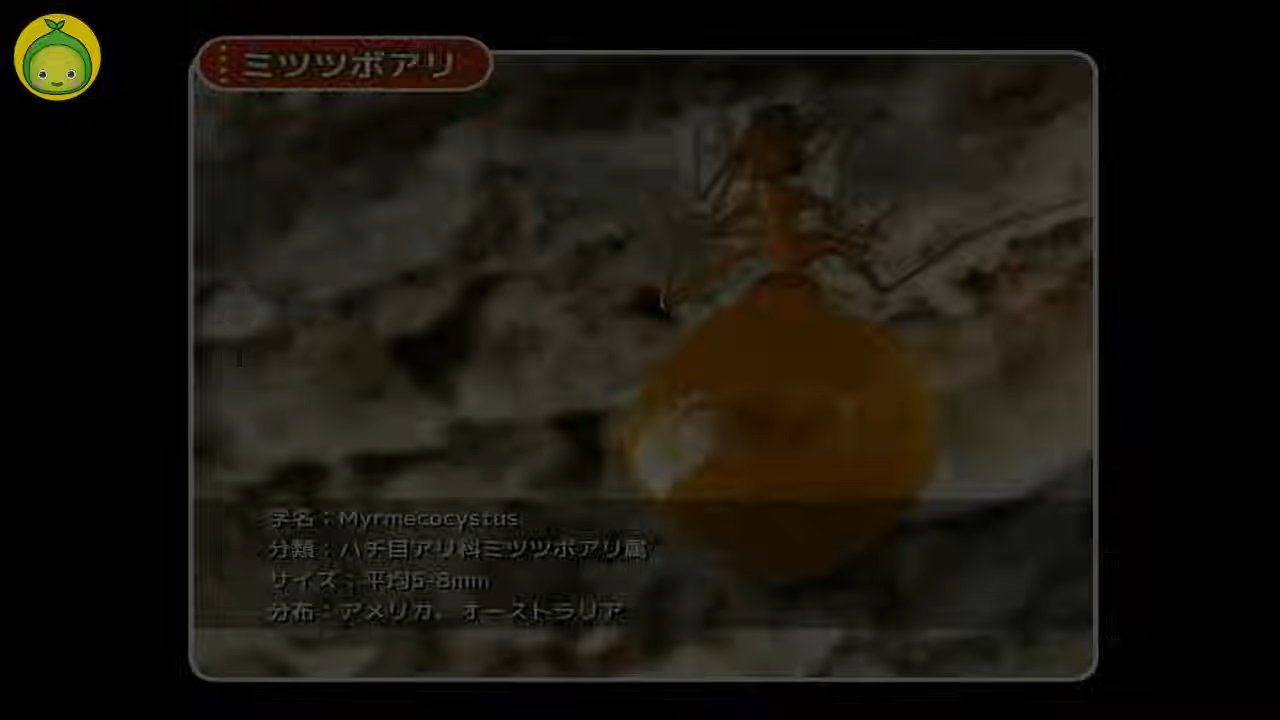 ミツツボアリ
学名：Myrmecocystus
分類：ハチ目アリ科ミツツボアリ属
サイズ：平均5-8mm
分布：アメリカ、オーストラリア